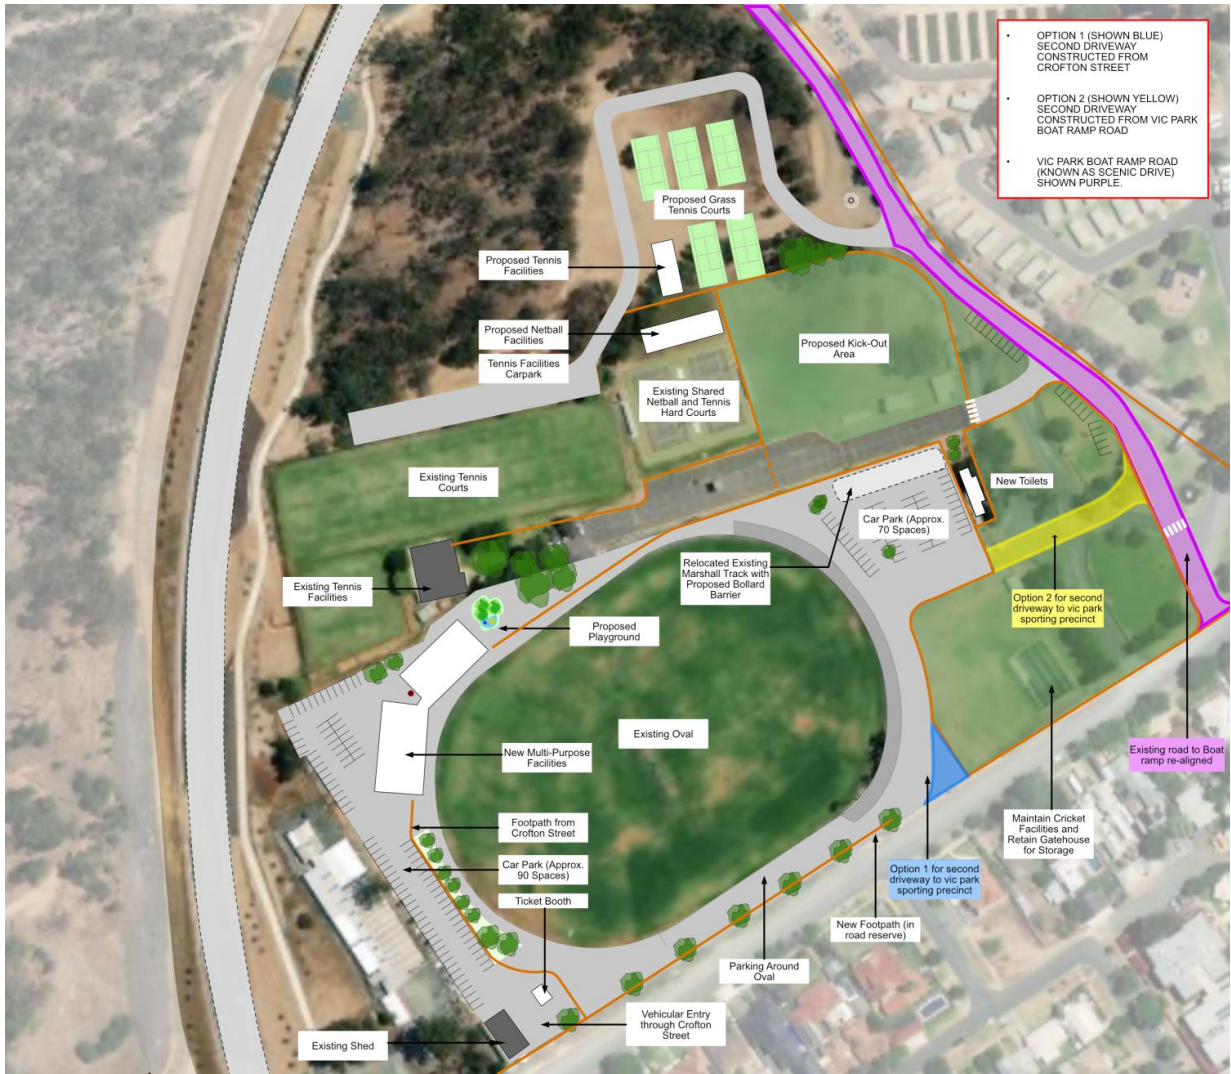 OPTION 1 (SHOWN BLUE)
SECOND DRIVEWAY
CONSTRUCTED FROM
CROFTON STREET
OPTION 2 (SHOWN YELLOW)
SECOND DRIVEWAY
CONSTRUCTED FROM VIC PARK
BOAT RAMP ROAD
VIC PARK BOAT RAMP ROAD
(KNOWN AS SCENIC DRIVE)
SHOWN PURPLE.
Proposed Grass
Tennis Courts
Proposed Tennis
Facilities
Proposed Netball
Facilities
Tennis Facilities
Carpark
Proposed Kick-Out
Area
Existing Shared
Netball and Tennis
Hard Courts
Existing Tennis
Courts
New Toilets
Car Park (Approx.
70 Spaces)
Relocated Existing
Marshall Track with
Proposed Bollard
Barrier
Existing Tennis
Facilities
Option 2 for second
driveway to vic park
sporting precinct
Proposed
Playground
Existing Oval
New Multi-Purpose
Facilities
Existing road to Boat
ramp re-aligned
Footpath from
Crofton Street
Maintain Cricket
Facilities and
Retain Gatehouse
for Storage
Car Park (Approx.
90 Spaces)
Option 1 for second
driveway to vic park
sporting precinct
Ticket Booth
New Footpath (in
road reserve)
Parking Around
Oval
Vehicular Entry
through Crofton
Street
Existing Shed